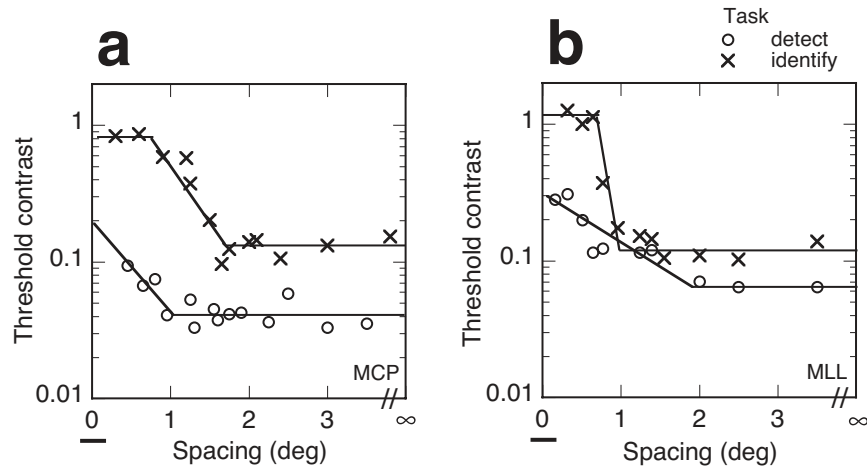 a
b
Task
detect
identify
Threshold contrast
1
0.1
0.01
MCP
0
1
2
3
∞
Spacing (deg)
Threshold contrast
1
0.1
0.01
MLL
0
1
2
3
∞
Spacing (deg)